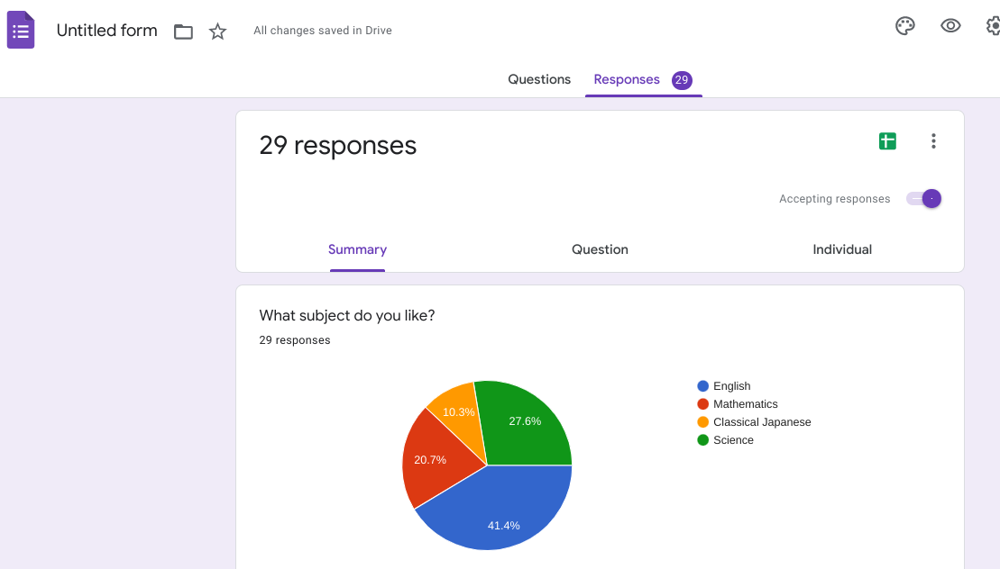 Untitled form
All changes saved in Drive
Questions
Responses 29
29 responses
Accepting responses
Summary
Question
Individual
What subject do you like?
29 responses
English
Mathematics
Classical Japanese
Science
10.3%
27.6%
20.7%
41.4%